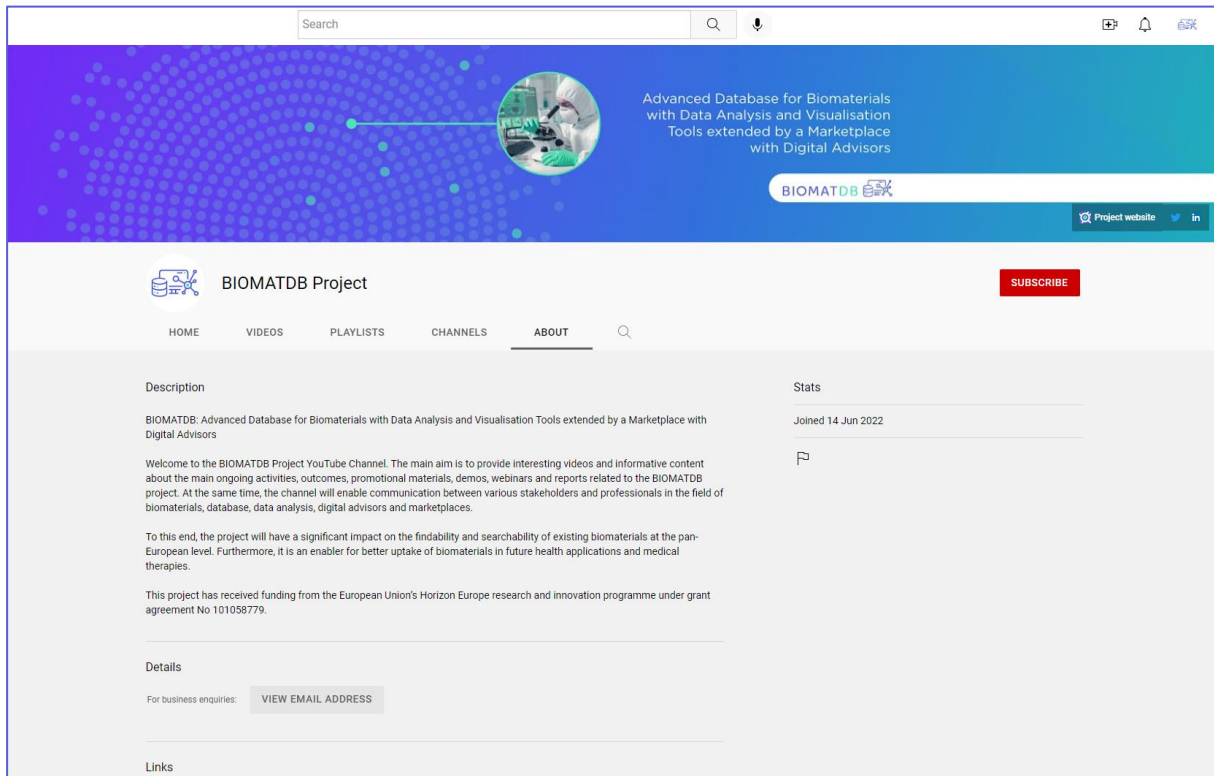 Search
Advanced Database for Biomaterials
with Data Analysis and Visualisation
Tools extended by a Marketplace
with Digital Advisors
BIOMATDB
Project website
in
BIOMATDB Project
SUBSCRIBE
HOME VIDEOS PLAYLISTS CHANNELS ABOUT
Description
BIOMATDB: Advanced Database for Biomaterials with Data Analysis and Visualisation Tools extended by a Marketplace with
Digital Advisors
Welcome to the BIOMATDB Project YouTube Channel. The main aim is to provide interesting videos and informative content
about the main ongoing activities, outcomes, promotional materials, demos, webinars and reports related to the BIOMATDB
project. At the same time, the channel will enable communication between various stakeholders and professionals in the field of
biomaterials, database, data analysis, digital advisors and marketplaces.
To this end, the project will have a significant impact on the findability and searchability of existing biomaterials at the pan-
European level. Furthermore, it is an enabler for better uptake of biomaterials in future health applications and medical
therapies.
This project has received funding from the European Union's Horizon Europe research and innovation programme under grant
agreement No 101058779.
Stats
Joined 14 Jun 2022
Details
For business enquiries: VIEW EMAIL ADDRESS
Links